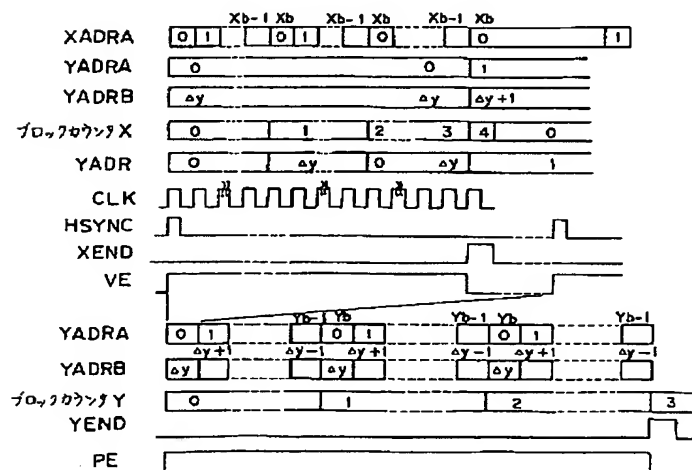 Xb-1 Xb Xb-1 Xb Xb-1 Xb
XADRA 0 1 0 1 0 0 1
YADRA 0 0 1
YADRB Δy Δy Δy+1
ブロックカウンタX 0 1 2 3 4 0
YADR 0 Δy 0 Δy 1
CLK
HSYNC
XEND
VE
Yb-1 Yb Yb-1 Yb Yb-1
YADRA 0 1 0 1 0 1
Δy+1 Δy-1 Δy+1 Δy-1 Δy+1 Δy-1
YADRB Δy Δy Δy
ブロックカウンタY 0 1 2 3
YEND
PE